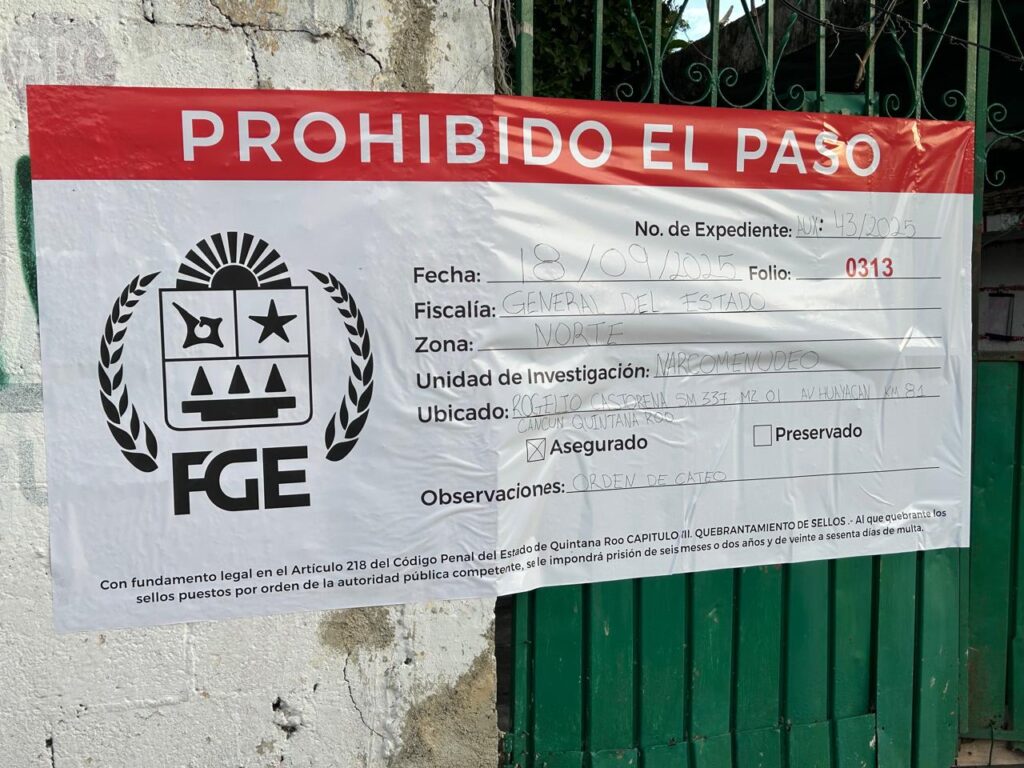 PROHIBIDO EL PASO
No. de Expediente: AUX: 43/2025
Fecha: 18/09/2025 Folio: 0313
Fiscalía: GENERAL DEL ESTADO
Zona: NORTE
Unidad de Investigación: NARCOMENUDEO
Ubicado: ROGELIO CASTORENA SM 337 MZ 01 AV HUAYACAN KM 8.1
CANCUN QUINTANA ROO
Asegurado Preservado
Observaciones: ORDEN DE CATEO
FGE
Con fundamento legal en el Artículo 218 del Código Penal del Estado de Quintana Roo CAPITULO III. QUEBRANTAMIENTO DE SELLOS .- Al que quebrante los
sellos puestos por orden de la autoridad pública competente, se le impondrá prisión de seis meses o dos años y de veinte a sesenta días de multa.